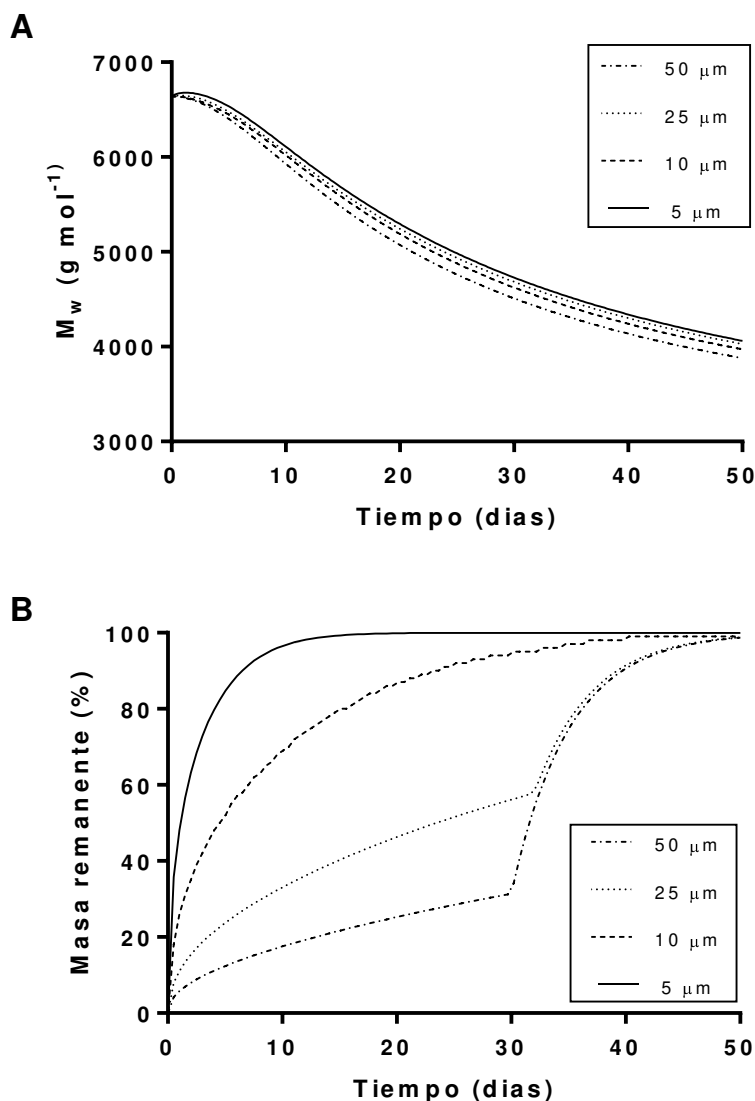 A
7000
6000
5000
4000
3000
M_w (g mol⁻¹)
0 10 20 30 40 50
Tiempo (dias)
50 μm
25 μm
10 μm
5 μm
B
100
80
60
40
20
0
Masa remanente (%)
0 10 20 30 40 50
Tiempo (dias)
50 μm
25 μm
10 μm
5 μm